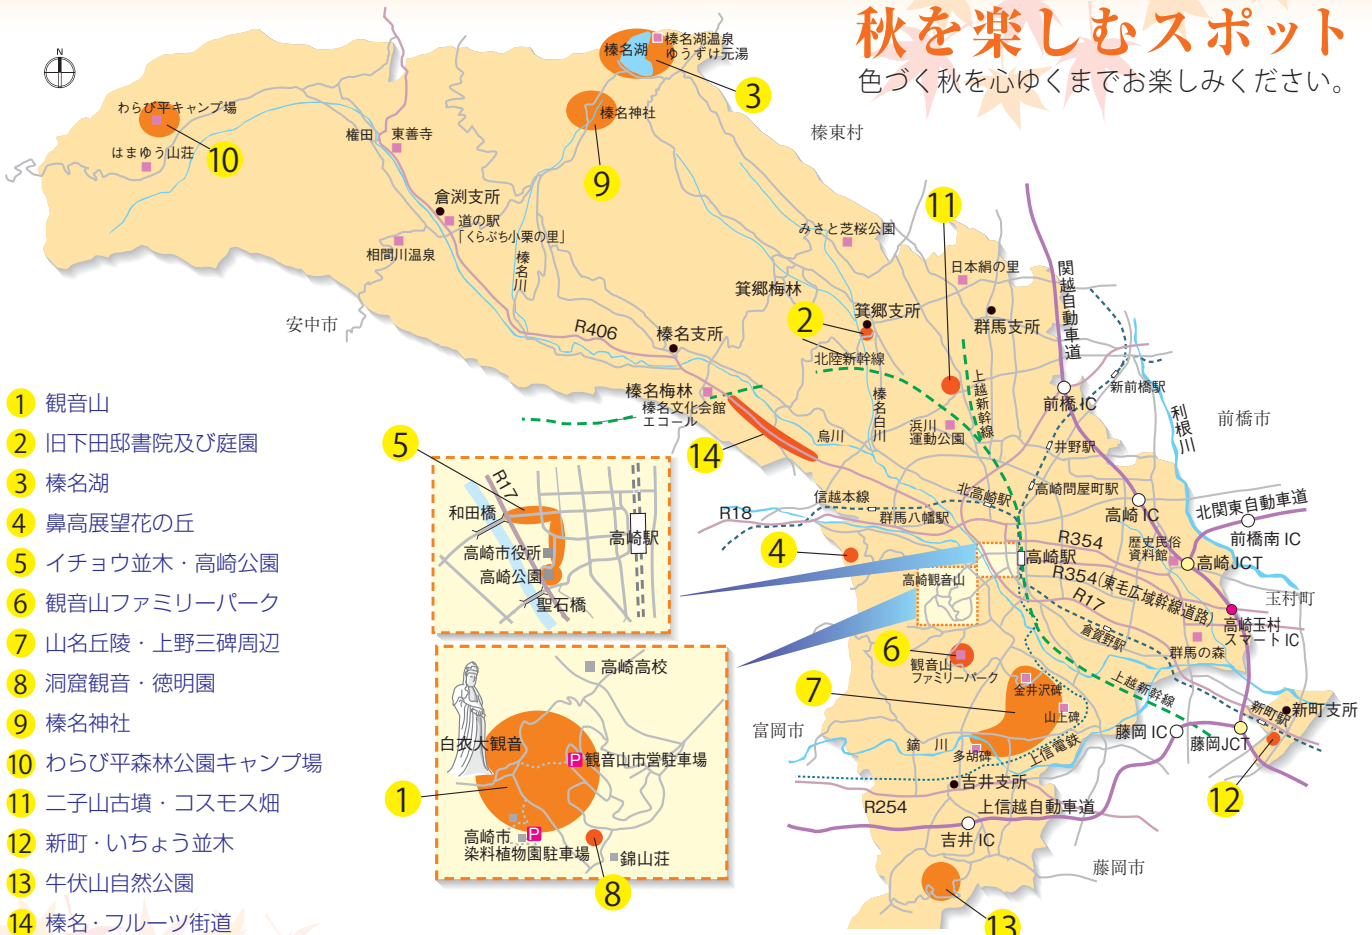 秋を楽しむスポット
色づく秋を心ゆくまでお楽しみください。
N
榛名湖
榛名湖温泉
ゆうずげ元湯
3
わらび平キャンプ場
10
はまゆう山荘
権田
東善寺
榛名神社
9
榛東村
倉渕支所
道の駅
「くらぶち小栗の里」
相間川温泉
榛名川
11
みさと芝桜公園
日本絹の里
関越自動車道
箕郷梅林
2
箕郷支所
群馬支所
安中市
R406
榛名支所
北陸新幹線
上越新幹線
新前橋駅
前橋 IC
利根川
前橋市
榛名梅林
榛名文化会館
エコール
榛名白川
浜川
運動公園
烏川
14
井野駅
1 観音山
2 旧下田邸書院及び庭園
3 榛名湖
4 鼻高展望花の丘
5 イチョウ並木・高崎公園
6 観音山ファミリーパーク
7 山名丘陵・上野三碑周辺
8 洞窟観音・徳明園
9 榛名神社
10 わらび平森林公園キャンプ場
11 二子山古墳・コスモス畑
12 新町・いちょう並木
13 牛伏山自然公園
14 榛名・フルーツ街道
5
R17
和田橋
高崎市役所
高崎公園
高崎駅
聖石橋
R18
信越本線
群馬八幡駅
北高崎駅
高崎問屋町駅
高崎 IC
北関東自動車道
前橋南 IC
4
高崎駅
R354
歴史民俗
資料館
高崎JCT
R354(東毛広域幹線道路)
R17
玉村町
高崎観音山
倉賀野駅
高崎玉村
スマート IC
群馬の森
6
観音山
ファミリーパーク
7
金井沢碑
山上碑
上越新幹線
新町駅
新町支所
富岡市
鏑川
多胡碑
上信電鉄
藤岡 IC
藤岡JCT
12
吉井支所
R254
上信越自動車道
吉井 IC
藤岡市
13
高崎高校
白衣大観音
P
観音山市営駐車場
1
高崎市
染料植物園駐車場
P
錦山荘
8